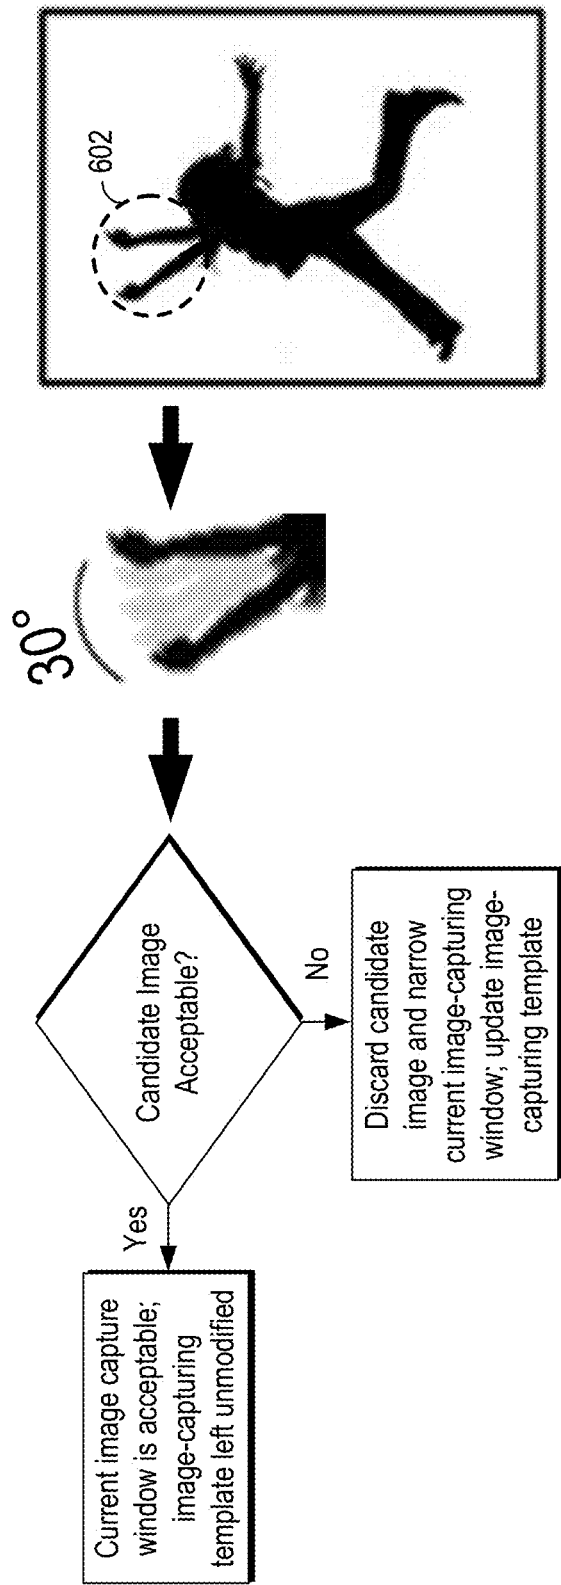 602
30°
Candidate Image
Acceptable?
Yes
No
Current image capture
window is acceptable;
image-capturing
template left unmodified
Discard candidate
image and narrow
current image-capturing
window; update image-
capturing template